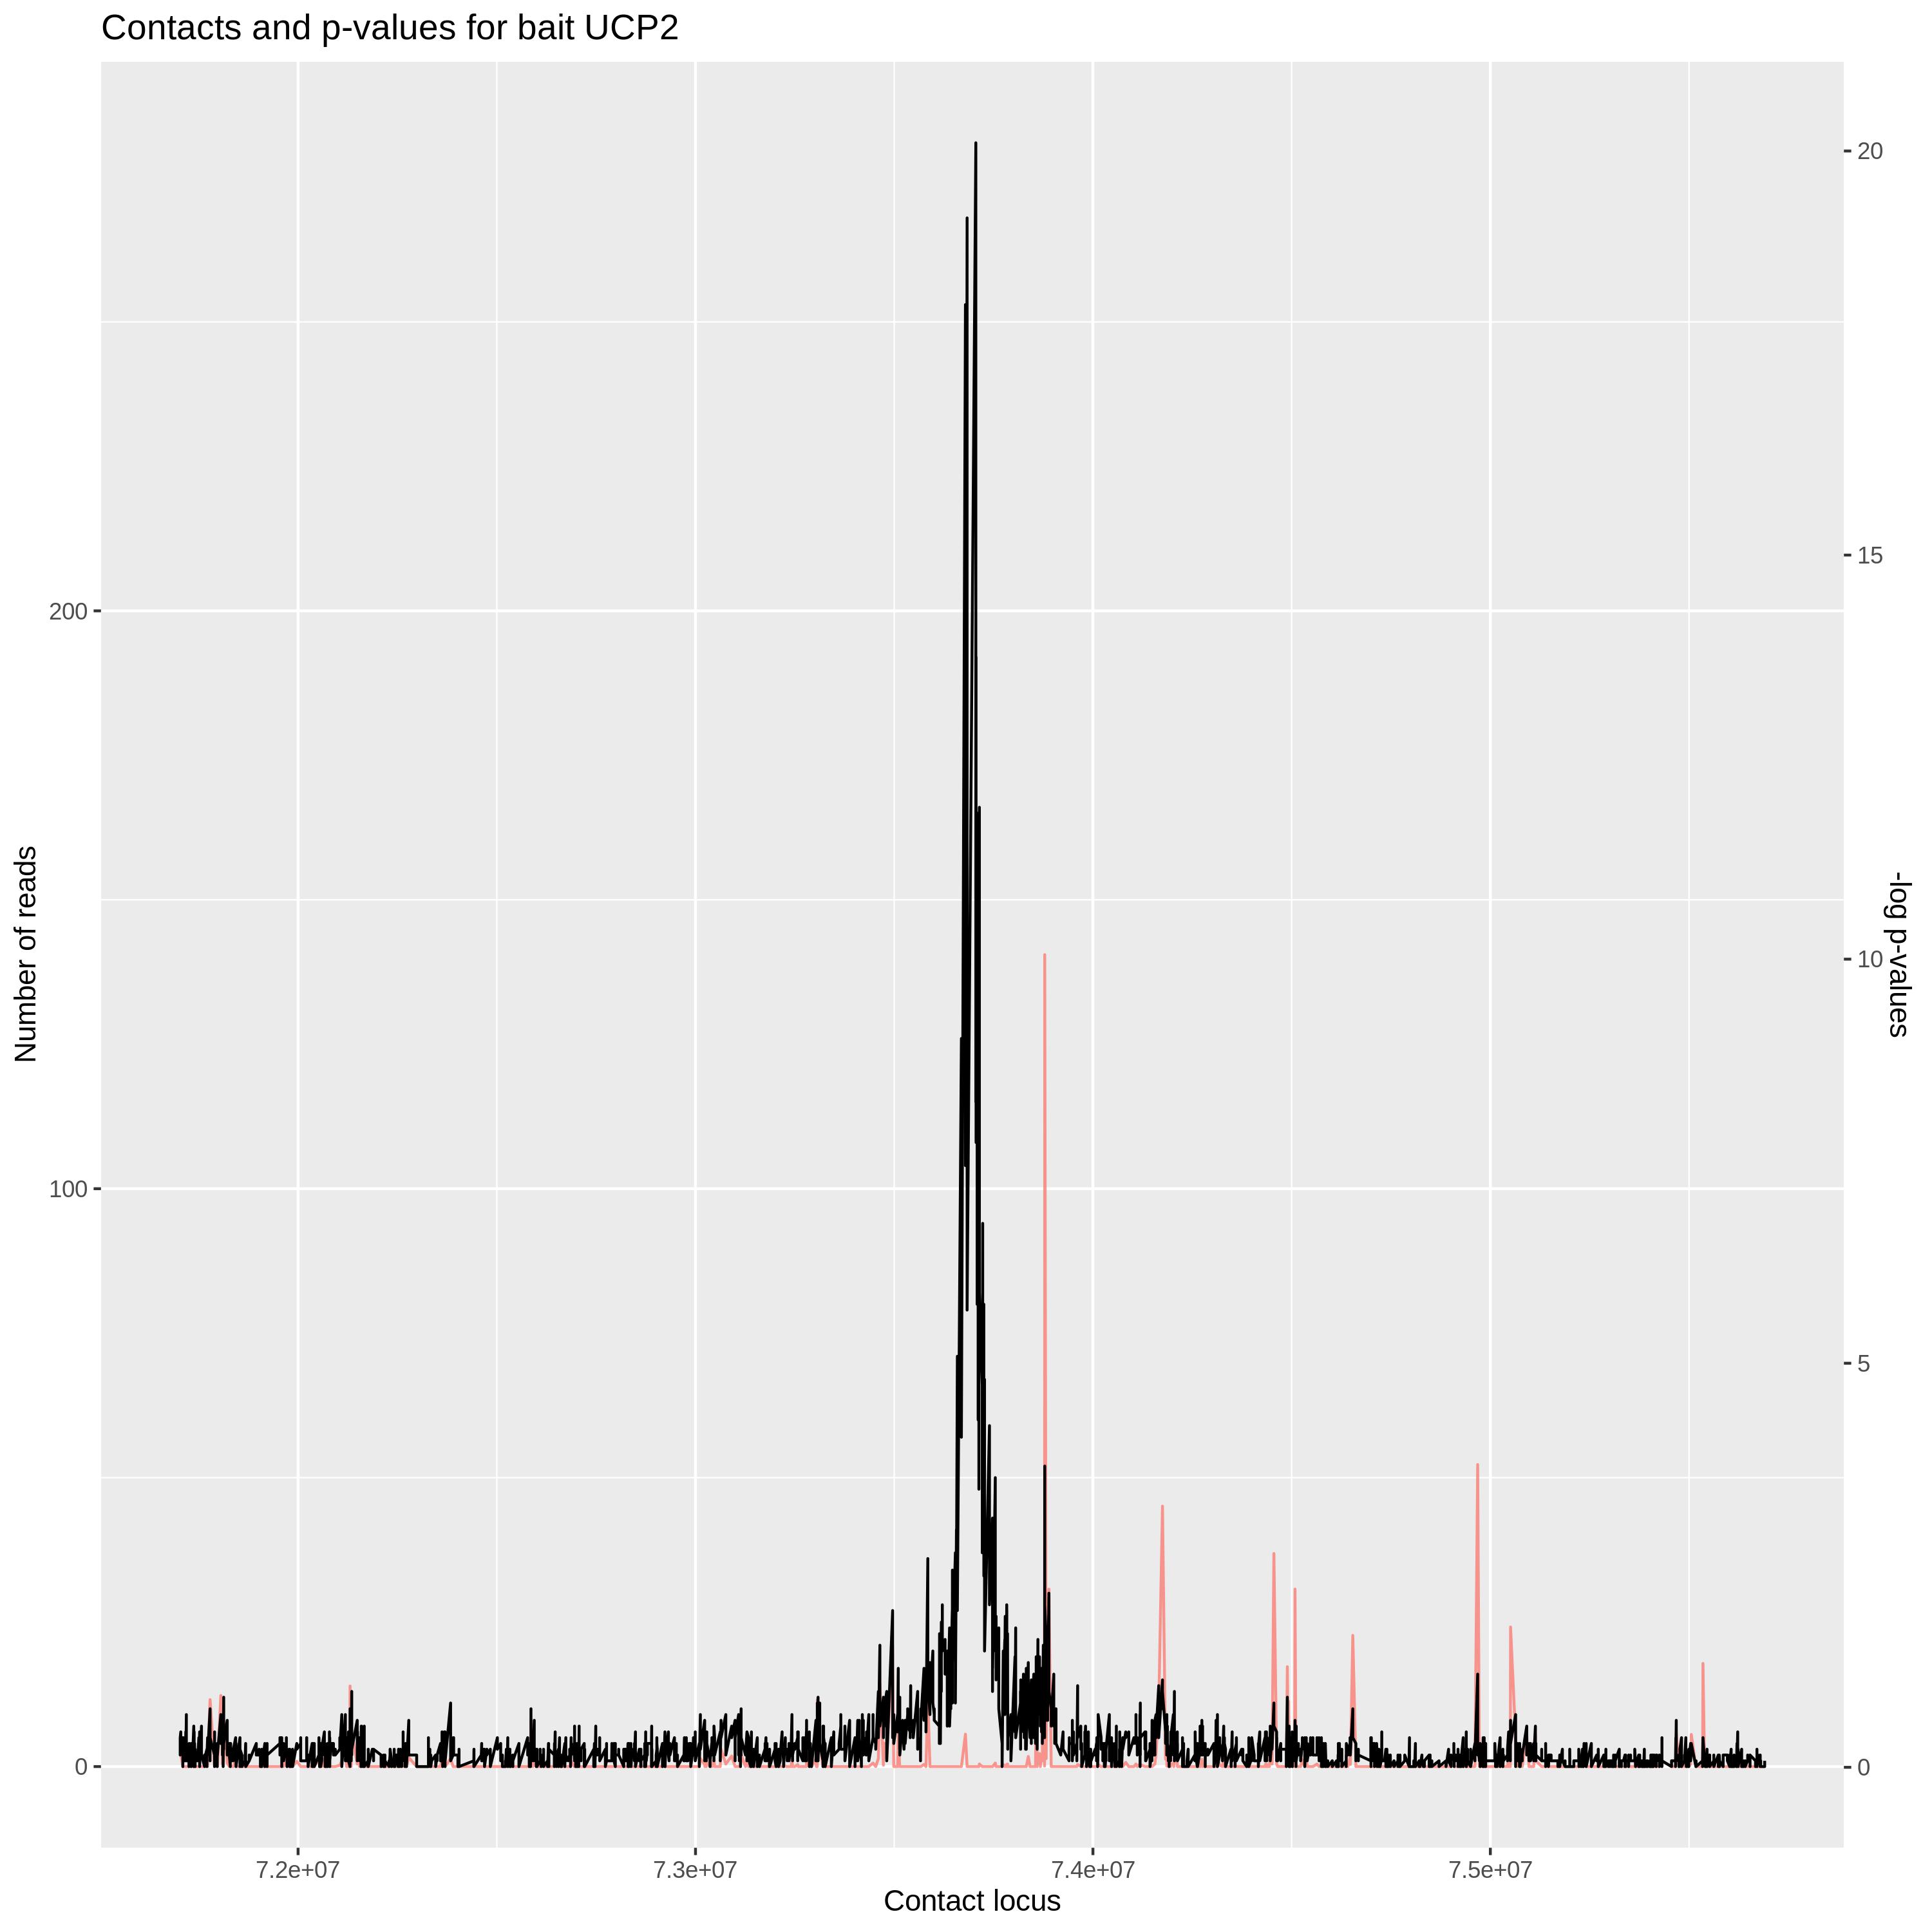 Contacts and p-values for bait UCP2
20
15
200
Number of reads
-log p-values
10
100
5
0
0
7.2e+07
7.3e+07
7.4e+07
7.5e+07
Contact locus